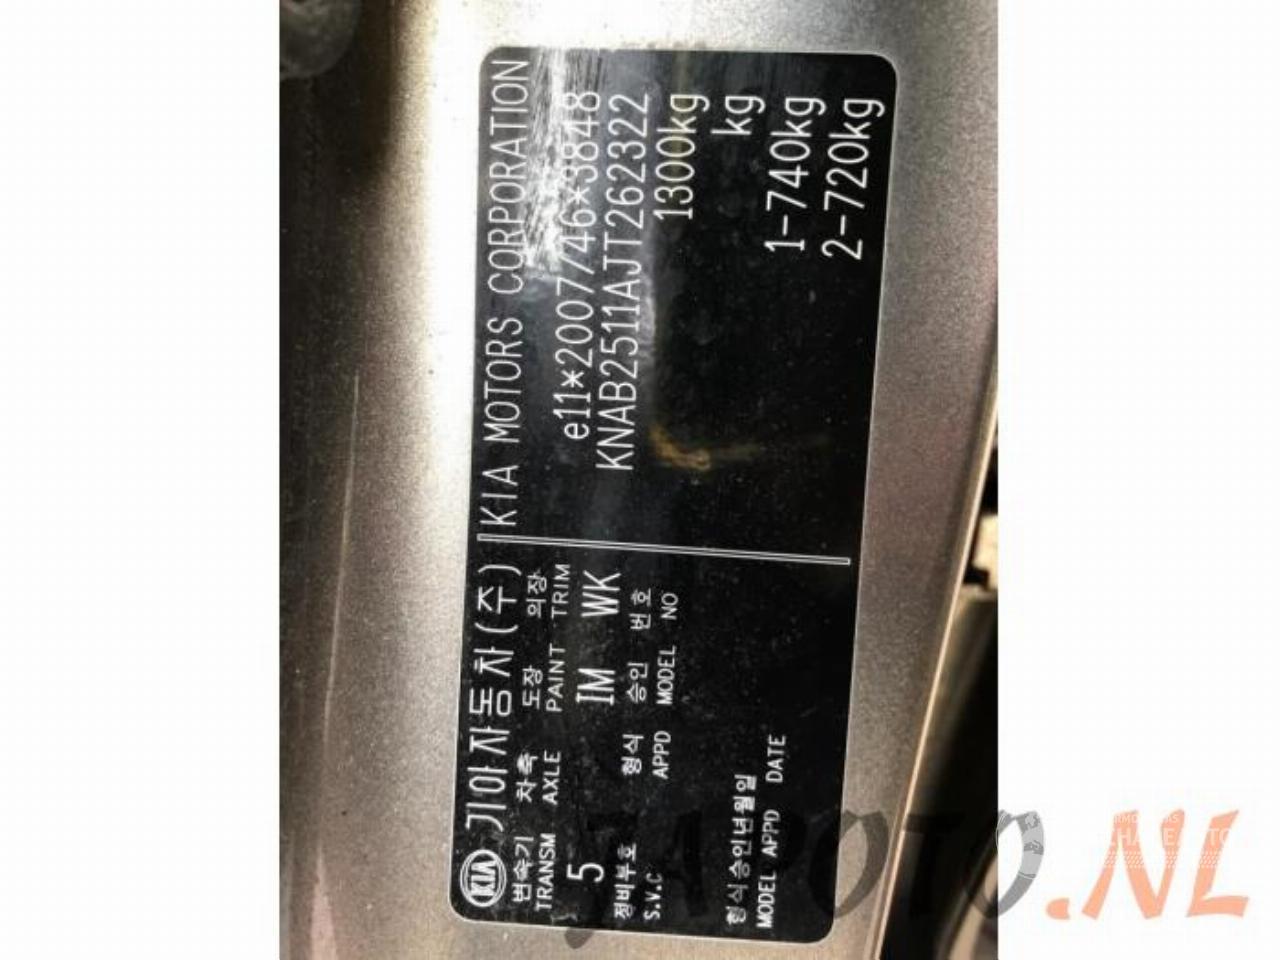 KIA 기아자동차(주) KIA MOTORS CORPORATION
변속기 차축 도장 의장
TRANSM AXLE PAINT TRIM
e11*2007/46*3848
5 IM WK
KNAB2511AJT262322
정비부호 형식 승인 번호
S.V.C APPD MODEL NO
1300kg
kg
형식승인년월일
MODEL APPD DATE
1-740kg
2-720kg
JAPOTO.NL